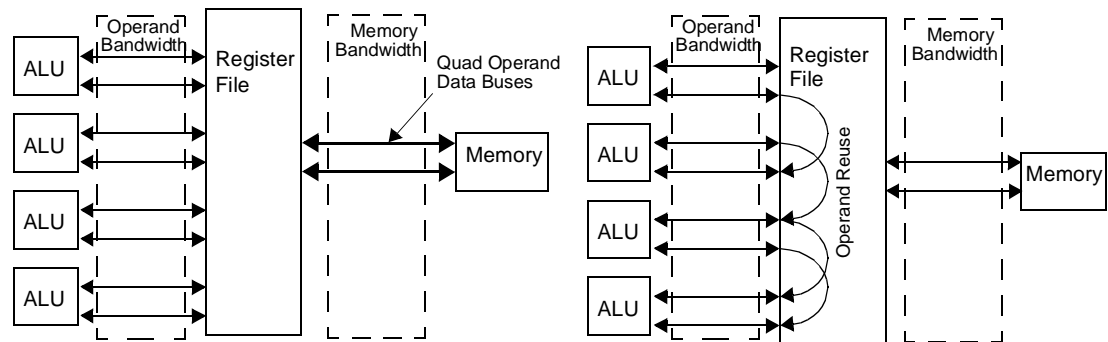 Operand
Bandwidth
Memory
Bandwidth
Register
File
Quad Operand
Data Buses
ALU
ALU
ALU
ALU
Memory
Operand
Bandwidth
Register
File
Memory
Bandwidth
ALU
ALU
ALU
ALU
Operand Reuse
Memory